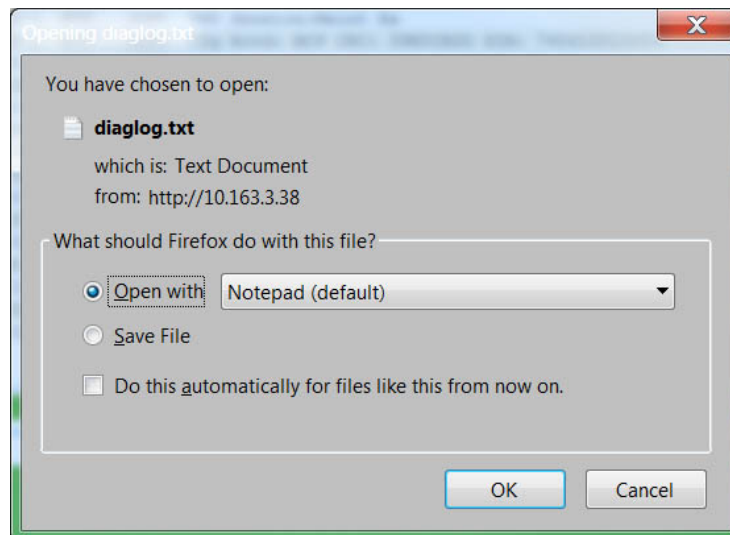 Opening diaglog.txt
You have chosen to open:
diaglog.txt
which is: Text Document
from: http://10.163.3.38
What should Firefox do with this file?
Open with
Notepad (default)
Save File
Do this automatically for files like this from now on.
OK
Cancel